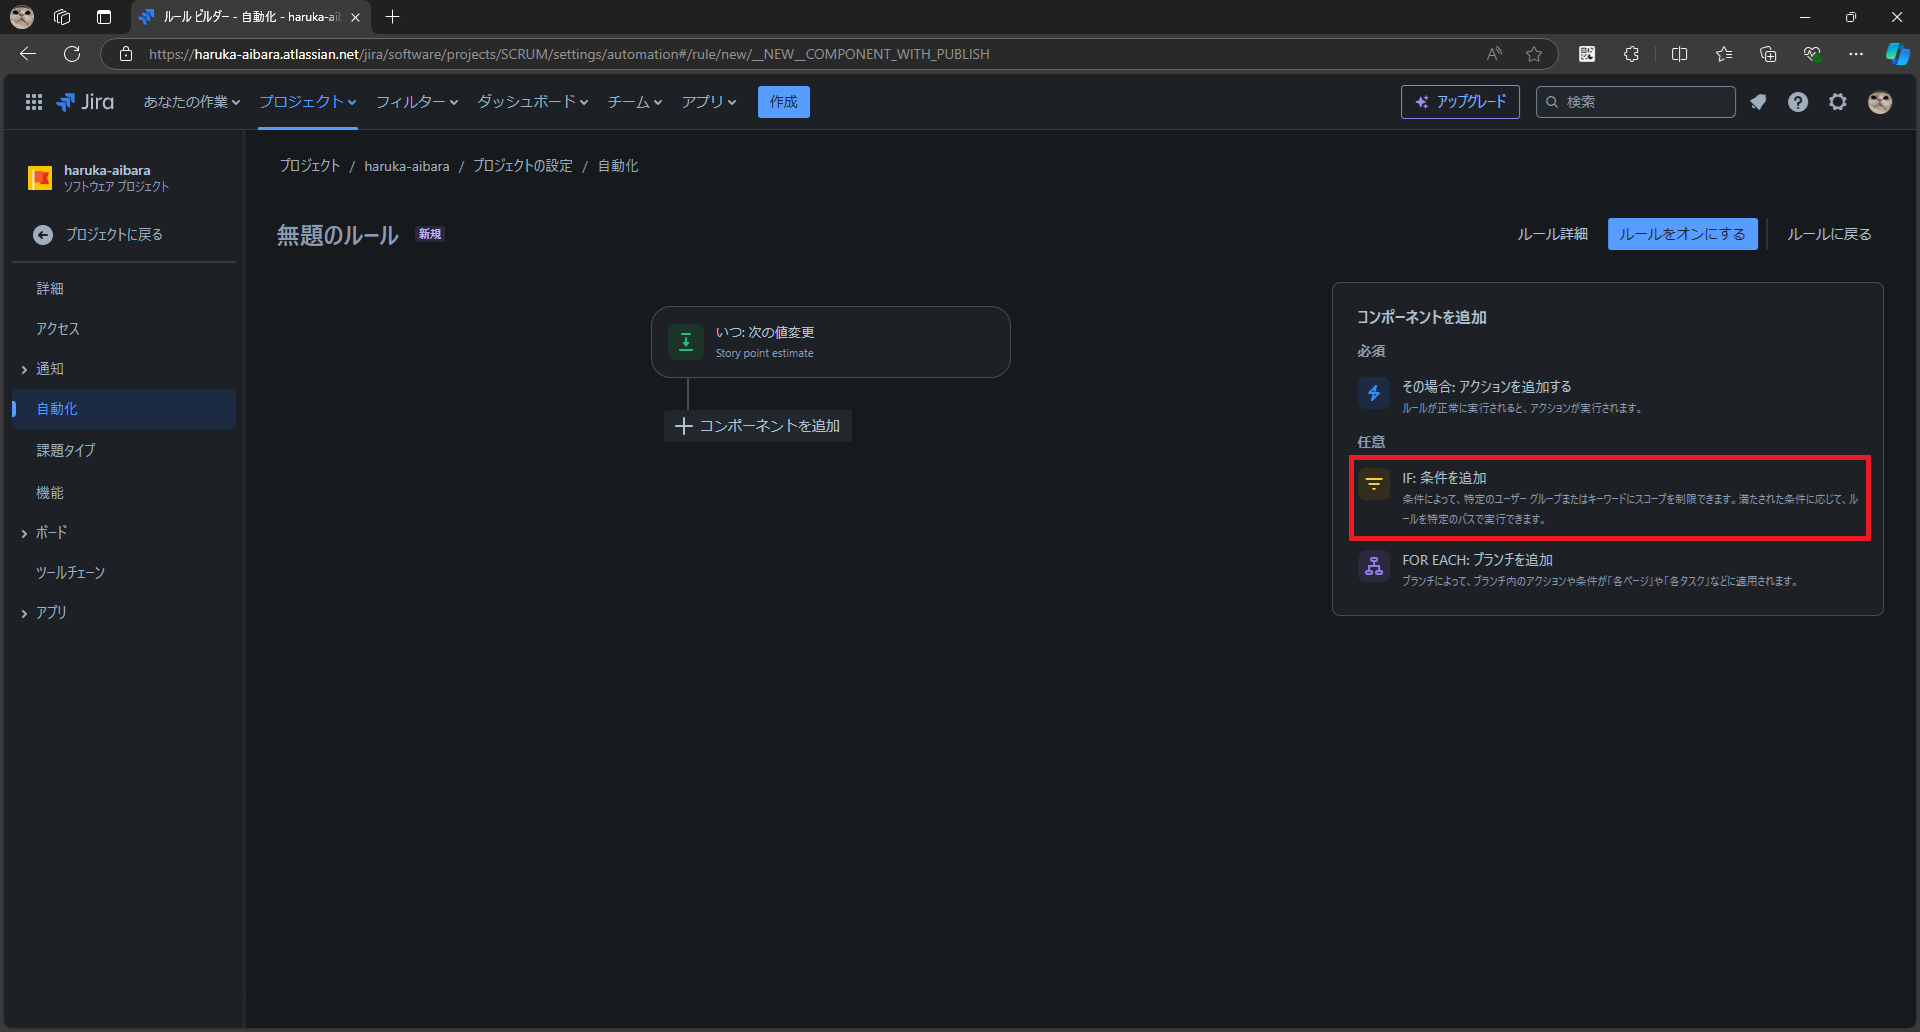 ルール ビルダー - 自動化 - haruka-aib
https://haruka-aibara.atlassian.net/jira/software/projects/SCRUM/settings/automation#/rule/new/__NEW__COMPONENT_WITH_PUBLISH
Jira
あなたの作業
プロジェクト
フィルター
ダッシュボード
チーム
アプリ
作成
アップグレード
検索
haruka-aibara
ソフトウェア プロジェクト
プロジェクトに戻る
詳細
アクセス
通知
自動化
課題タイプ
機能
ボード
ツールチェーン
アプリ
プロジェクト / haruka-aibara / プロジェクトの設定 / 自動化
無題のルール 新規
ルール詳細
ルールをオンにする
ルールに戻る
いつ: 次の値変更
Story point estimate
コンポーネントを追加
コンポーネントを追加
必須
その場合: アクションを追加する
ルールが正常に実行されると、アクションが実行されます。
任意
IF: 条件を追加
条件によって、特定のユーザー グループまたはキーワードにスコープを制限できます。満たされた条件に応じて、ル
ールを特定のパスで実行できます。
FOR EACH: ブランチを追加
ブランチによって、ブランチ内のアクションや条件が「各ページ」や「各タスク」などに適用されます。